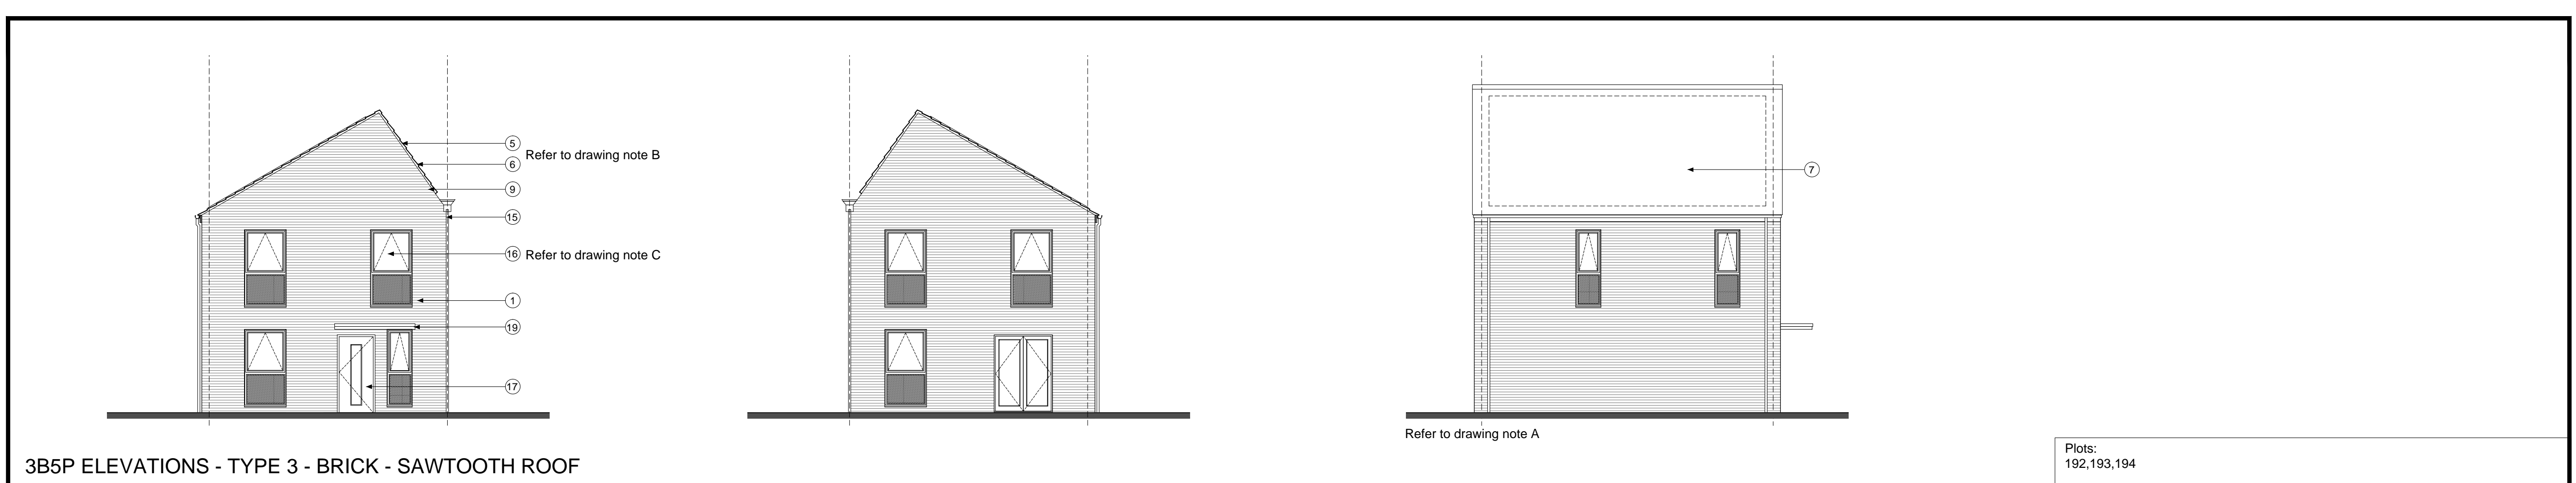 5
Refer to drawing note B
6
9
15
16 Refer to drawing note C
1
19
17
7
Refer to drawing note A
3B5P ELEVATIONS - TYPE 3 - BRICK - SAWTOOTH ROOF
Plots:
192,193,194